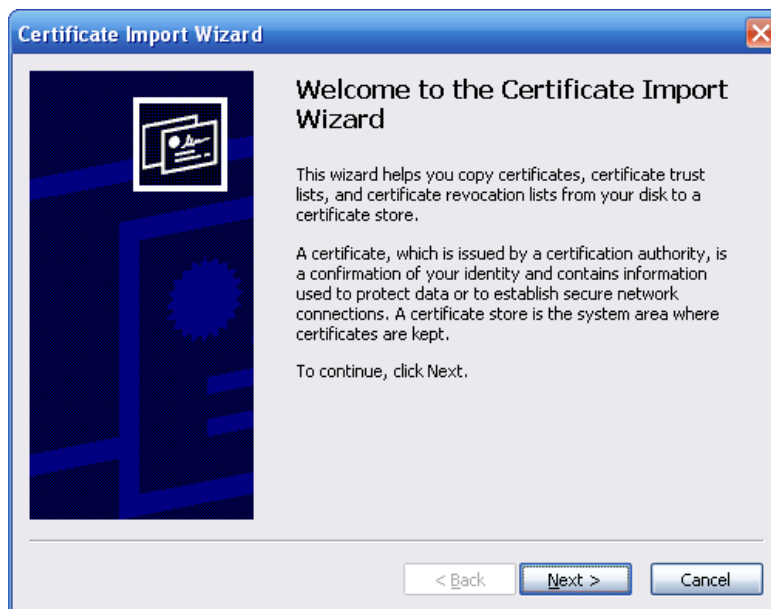 Certificate Import Wizard
Welcome to the Certificate Import
Wizard
This wizard helps you copy certificates, certificate trust
lists, and certificate revocation lists from your disk to a
certificate store.
A certificate, which is issued by a certification authority, is
a confirmation of your identity and contains information
used to protect data or to establish secure network
connections. A certificate store is the system area where
certificates are kept.
To continue, click Next.
< Back Next > Cancel